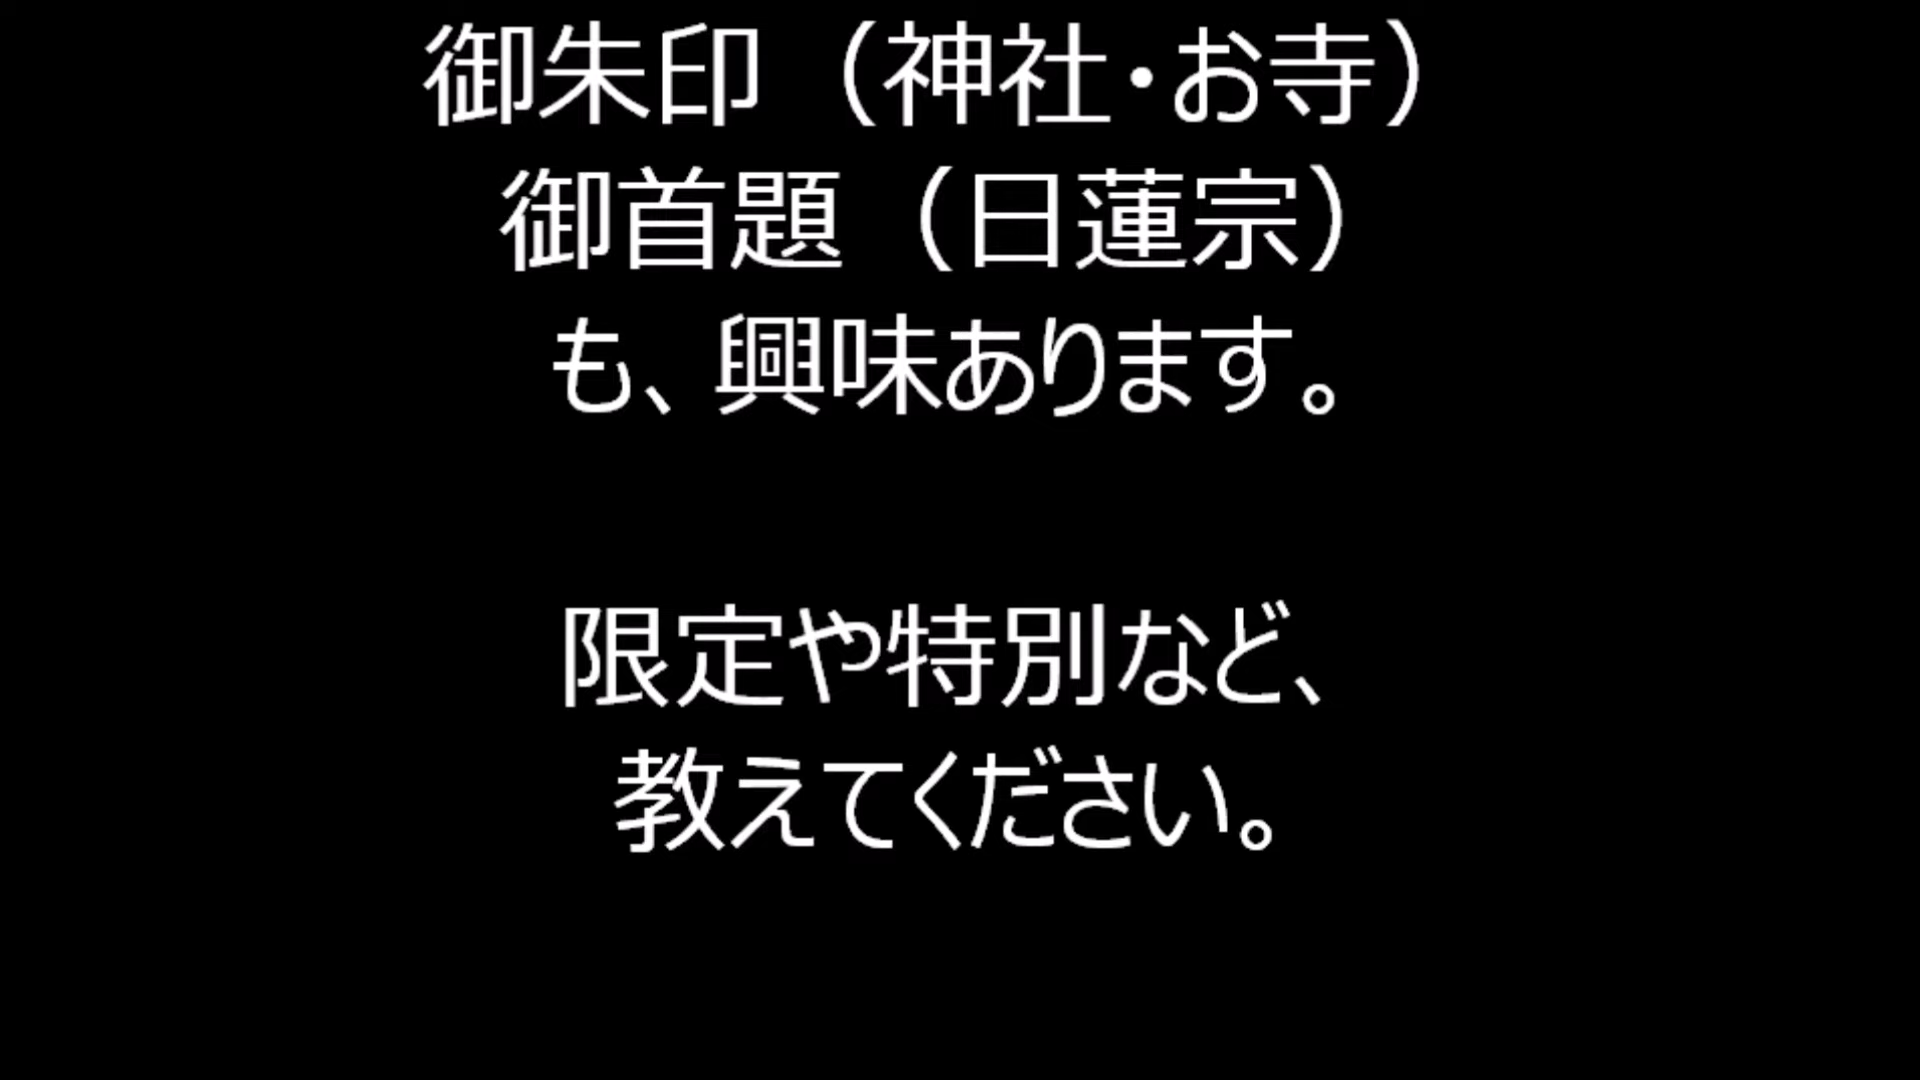 御朱印（神社・お寺）
御首題（日蓮宗）
も、興味あります。
限定や特別など、
教えてください。